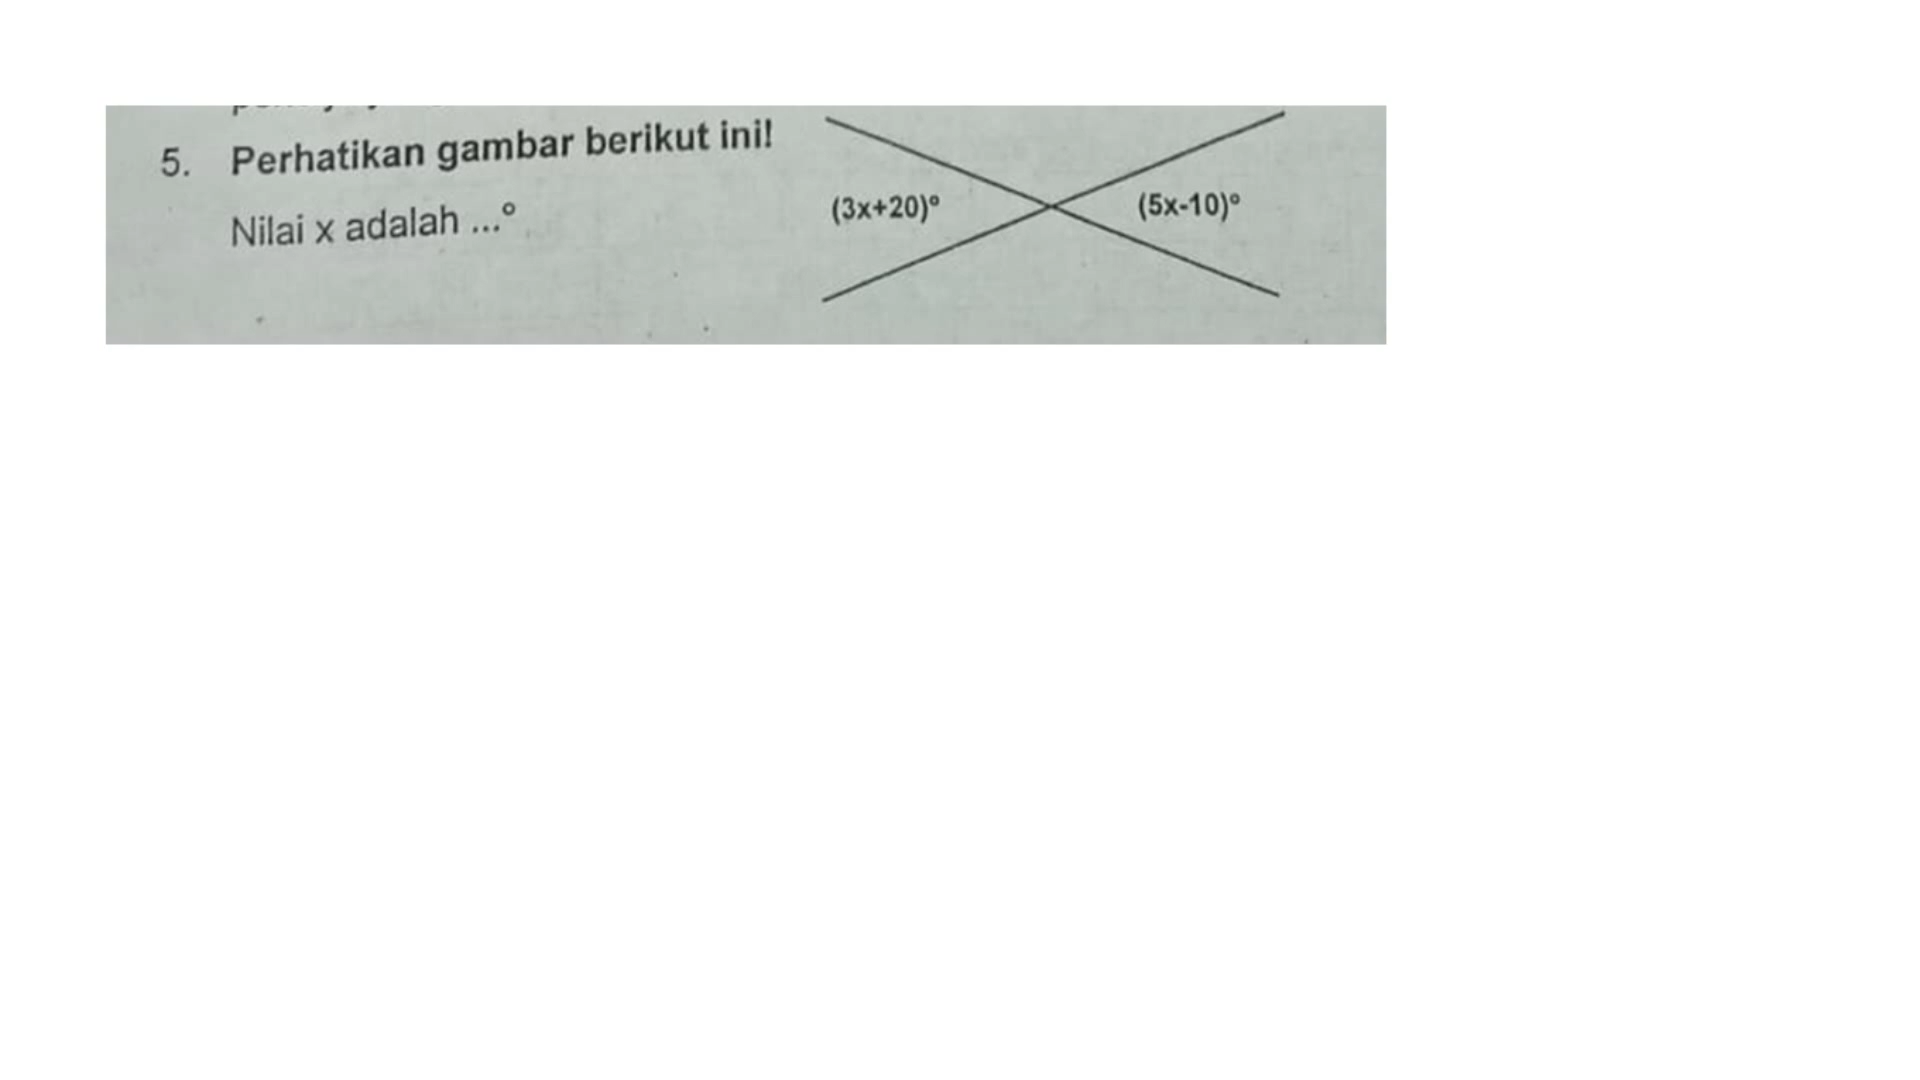 5. Perhatikan gambar berikut ini!
Nilai x adalah ...°
(3x+20)°
(5x-10)°